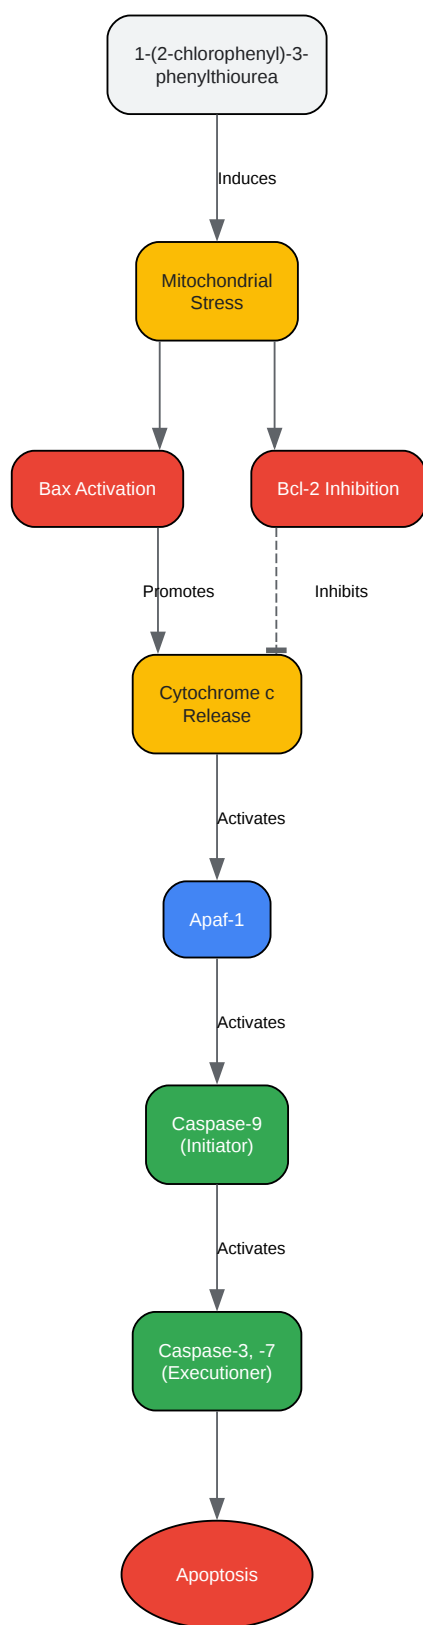 1-(2-chlorophenyl)-3-
phenylthiourea
Induces
Mitochondrial
Stress
Bax Activation
Bcl-2 Inhibition
Promotes
Inhibits
Cytochrome c
Release
Activates
Apaf-1
Activates
Caspase-9
(Initiator)
Activates
Caspase-3, -7
(Executioner)
Apoptosis